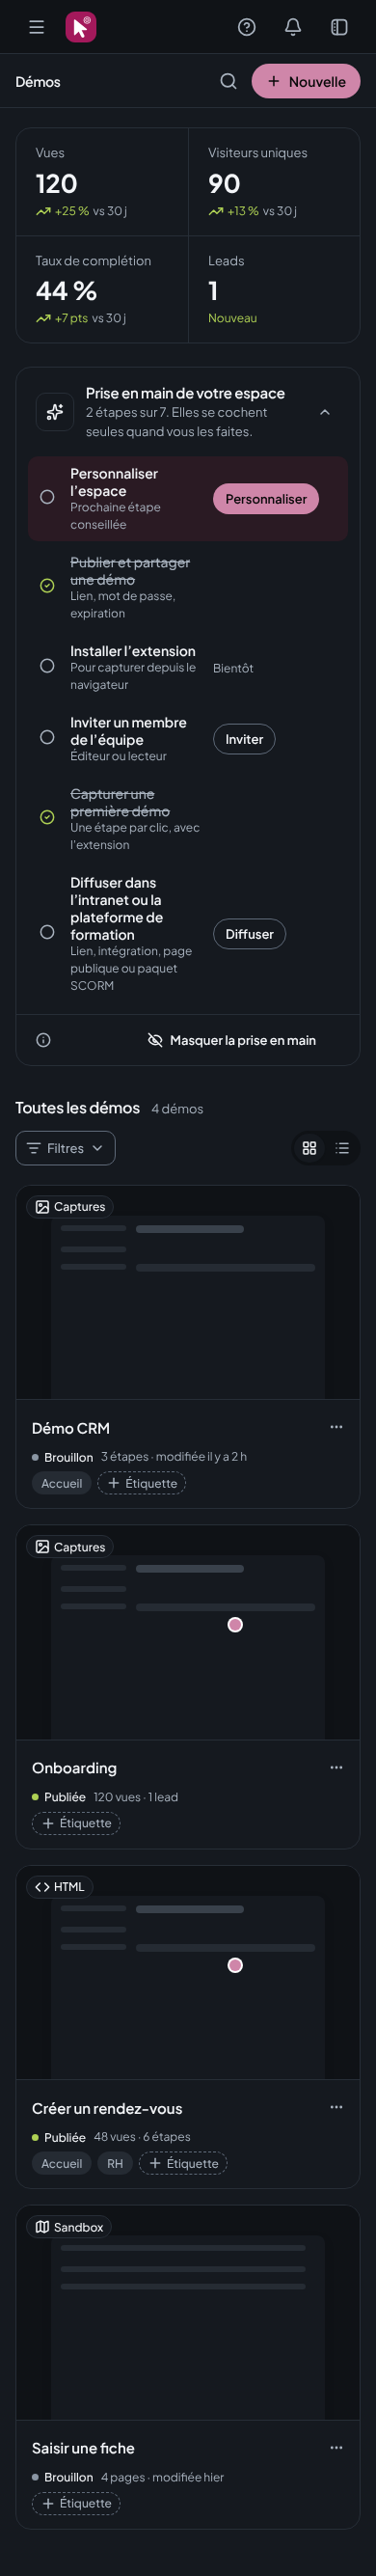 Démos
Nouvelle
Vues
Visiteurs uniques
120
90
+25 % vs 30 j
+13 % vs 30 j
Taux de complétion
Leads
44 %
1
+7 pts vs 30 j
Nouveau
Prise en main de votre espace
2 étapes sur 7. Elles se cochent
seules quand vous les faites.
Personnaliser
l’espace
Prochaine étape
conseillée
Personnaliser
Publier et partager
une démo
Lien, mot de passe,
expiration
Installer l’extension
Pour capturer depuis le
navigateur
Bientôt
Inviter un membre
de l’équipe
Éditeur ou lecteur
Inviter
Capturer une
première démo
Une étape par clic, avec
l’extension
Diffuser dans
l’intranet ou la
plateforme de
formation
Lien, intégration, page
publique ou paquet
SCORM
Diffuser
Masquer la prise en main
Toutes les démos 4 démos
Filtres
Captures
Démo CRM
Brouillon 3 étapes · modifiée il y a 2 h
Accueil
Étiquette
Captures
Onboarding
Publiée 120 vues · 1 lead
Étiquette
HTML
Créer un rendez-vous
Publiée 48 vues · 6 étapes
Accueil
RH
Étiquette
Sandbox
Saisir une fiche
Brouillon 4 pages · modifiée hier
Étiquette